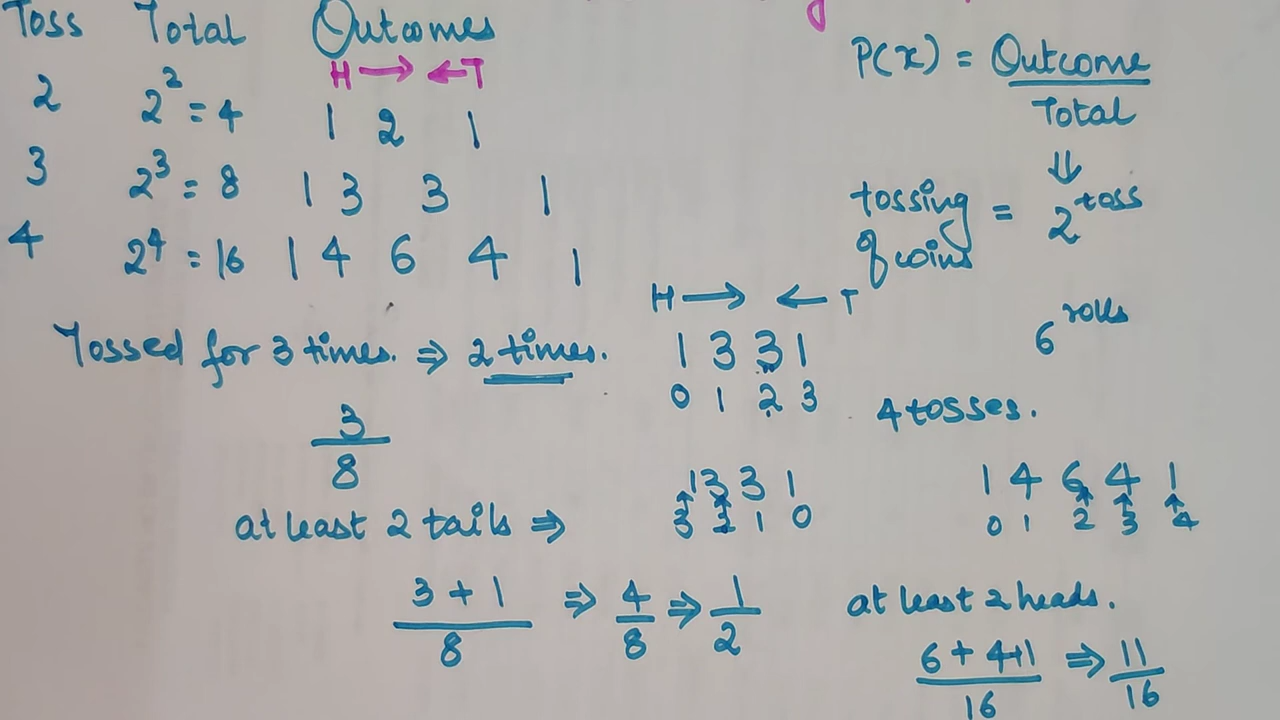 Toss Total Outcomes
H → ← T
2 2² = 4 1 2 1
3 2³ = 8 1 3 3 1
4 2⁴ = 16 1 4 6 4 1
P(x) = Outcome / Total
⇓
tossing of coins = 2^toss
6^rolls
Tossed for 3 times. ⇒ 2 times.
3/8
H → ← T
1 3 3 1
0 1 2 3
at least 2 tails ⇒
1 3 3 1
3 2 1 0
(3 + 1)/8 ⇒ 4/8 ⇒ 1/2
4 tosses.
1 4 6 4 1
0 1 2 3 4
at least 2 heads.
(6 + 4+1)/16 ⇒ 11/16